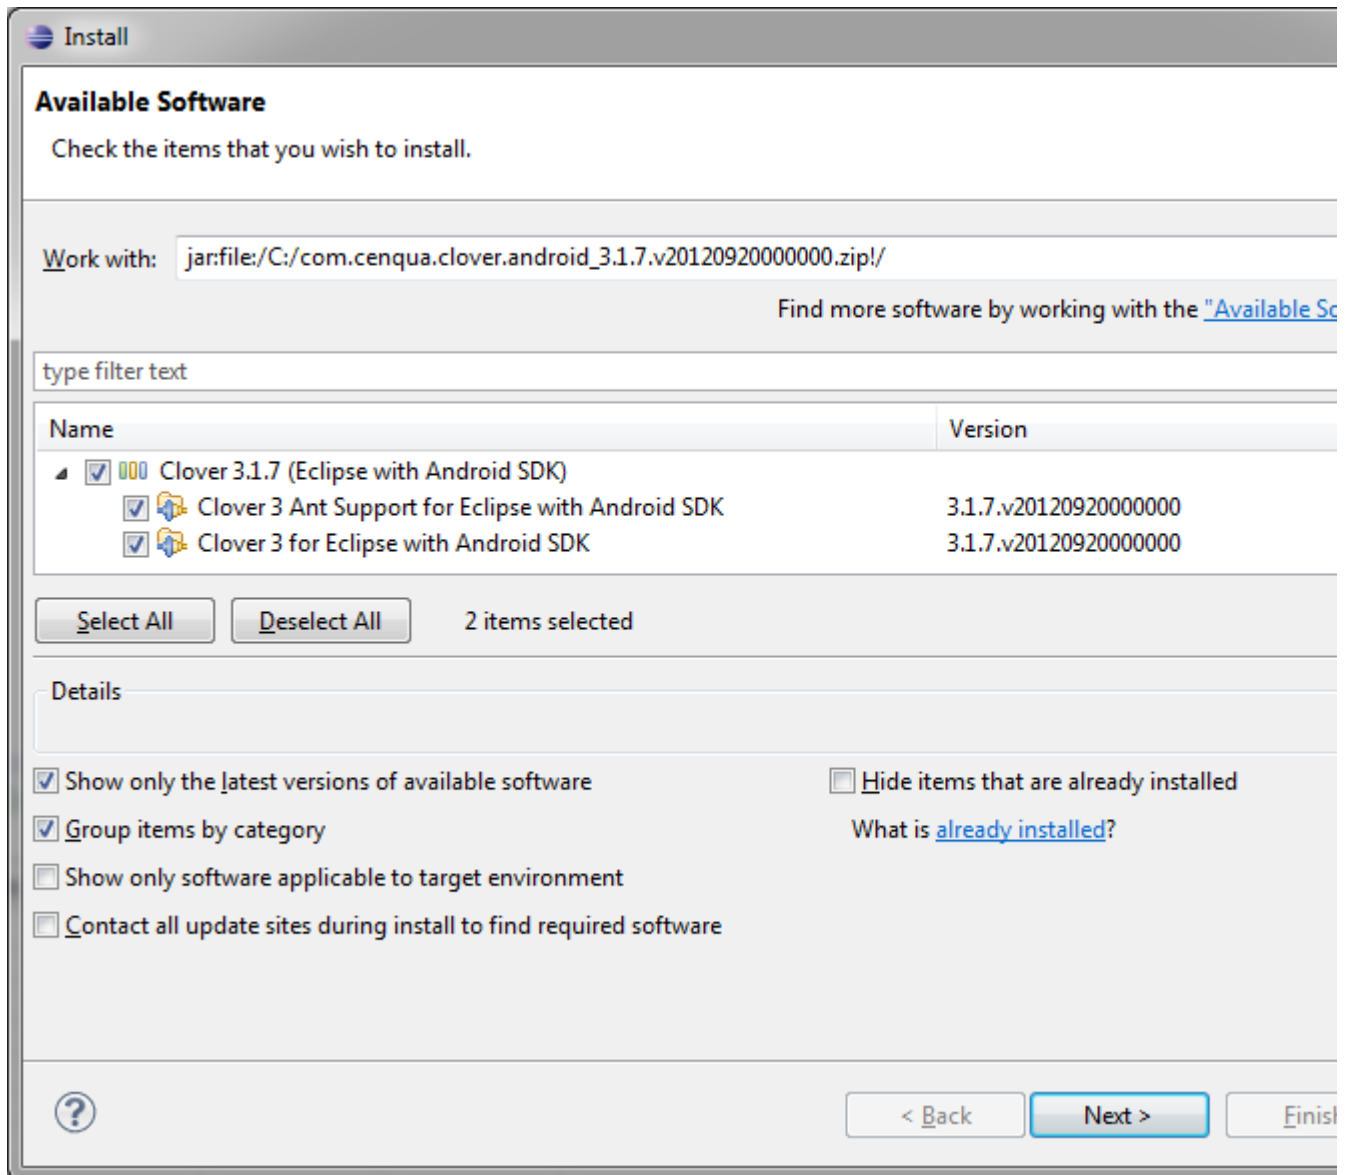 Install
Available Software
Check the items that you wish to install.
Work with: jar:file:/C:/com.cenqua.clover.android_3.1.7.v20120920000000.zip!/
Find more software by working with the "Available
type filter text
Name Version
Clover 3.1.7 (Eclipse with Android SDK)
Clover 3 Ant Support for Eclipse with Android SDK 3.1.7.v20120920000000
Clover 3 for Eclipse with Android SDK 3.1.7.v20120920000000
Select All Deselect All 2 items selected
Details
Show only the latest versions of available software Hide items that are already installed
Group items by category What is already installed?
Show only software applicable to target environment
Contact all update sites during install to find required software
? < Back Next >